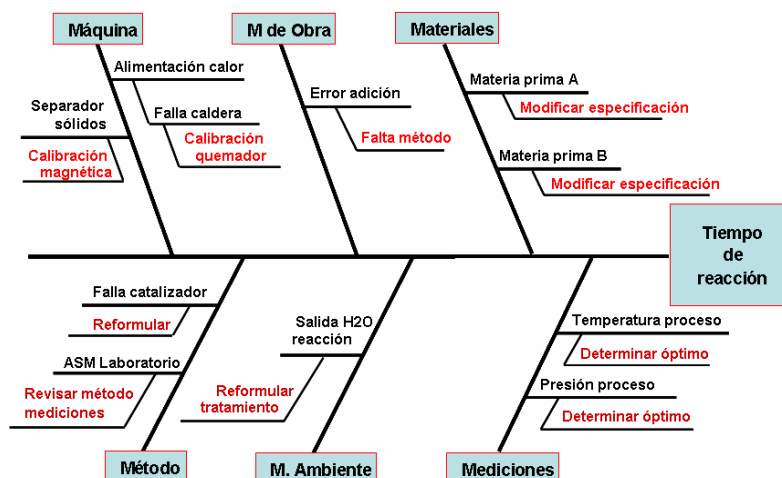 Máquina
M de Obra
Materiales
Alimentación calor
Separador
sólidos
Calibración
magnética
Falla caldera
Calibración
quemador
Error adición
Falta método
Materia prima A
Modificar especificación
Materia prima B
Modificar especificación
Tiempo
de
reacción
Falla catalizador
Reformular
ASM Laboratorio
Revisar método
mediciones
Salida H2O
reacción
Reformular
tratamiento
Temperatura proceso
Determinar óptimo
Presión proceso
Determinar óptimo
Método
M. Ambiente
Mediciones